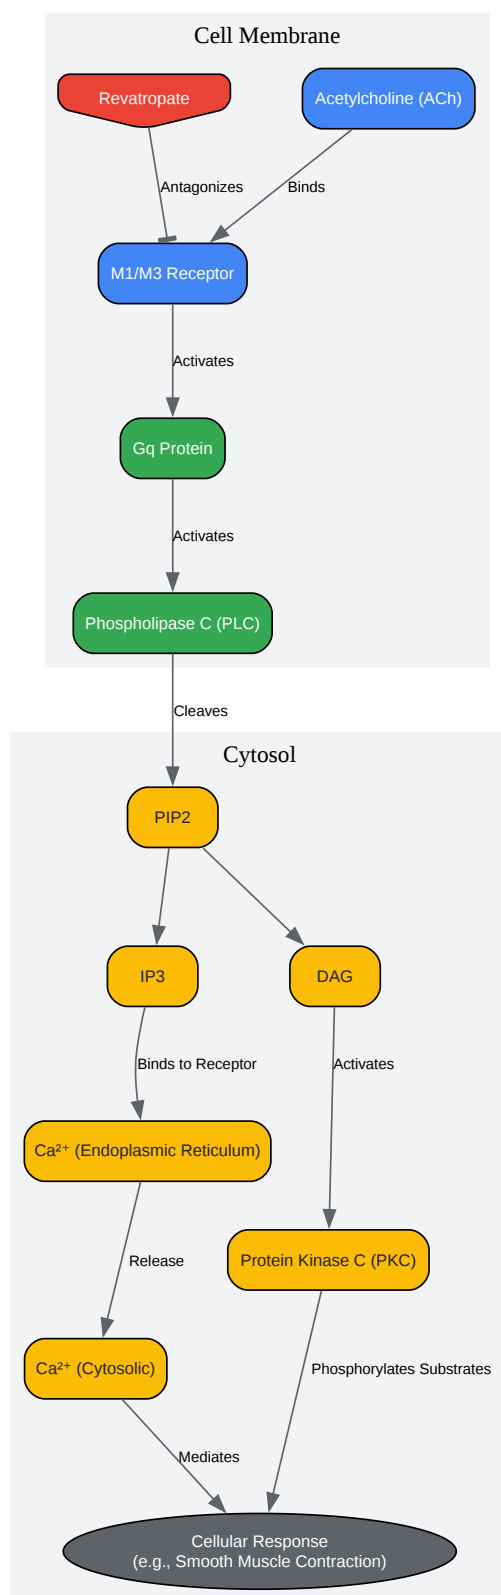 Cell Membrane
Revatropate
Acetylcholine (ACh)
Antagonizes
Binds
M1/M3 Receptor
Activates
Gq Protein
Activates
Phospholipase C (PLC)
Cleaves
Cytosol
PIP2
IP3
DAG
Binds to Receptor
Activates
Ca²⁺ (Endoplasmic Reticulum)
Release
Protein Kinase C (PKC)
Ca²⁺ (Cytosolic)
Phosphorylates Substrates
Mediates
Cellular Response
(e.g., Smooth Muscle Contraction)